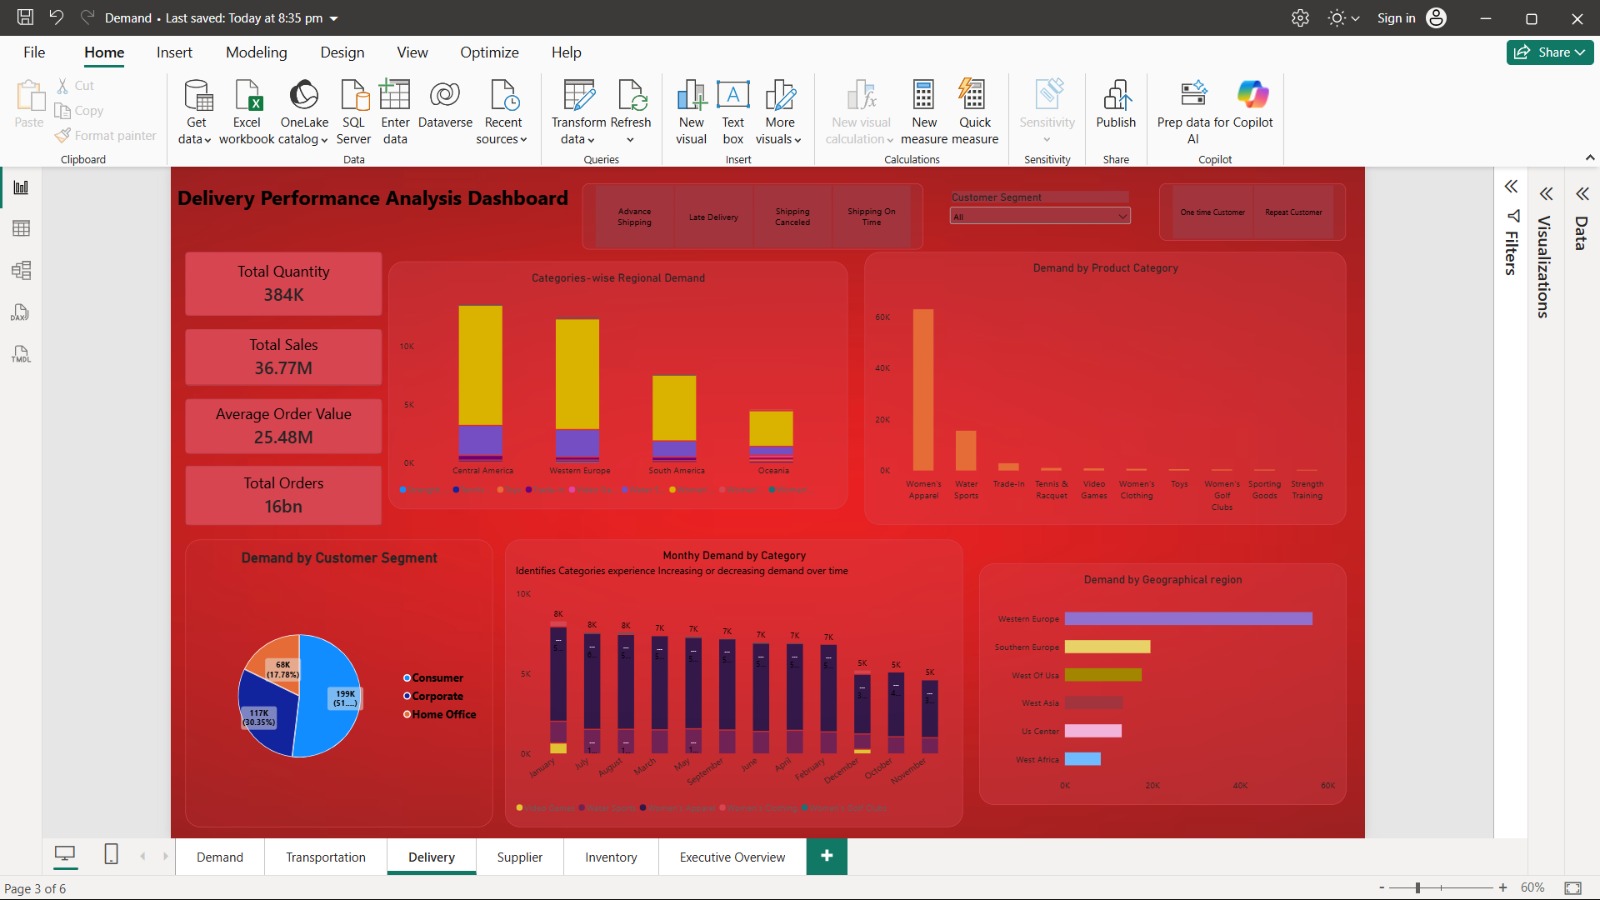 Demand • Last saved: Today at 8:35 pm
Sign in
File Home Insert Modeling Design View Optimize Help
Share
Paste
Cut
Copy
Format painter
Clipboard
Get data
Excel workbook
OneLake catalog
SQL Server
Enter data
Dataverse
Recent sources
Data
Transform data
Refresh
Queries
New visual
Text box
More visuals
Insert
New visual calculation
New measure
Quick measure
Calculations
Sensitivity
Sensitivity
Publish
Share
Prep data for AI
Copilot
Copilot
DAX
TMDL
Delivery Performance Analysis Dashboard
Advance Shipping
Late Delivery
Shipping Canceled
Shipping On Time
Customer Segment
All
One time Customer
Repeat Customer
Total Quantity
384K
Total Sales
36.77M
Average Order Value
25.48M
Total Orders
16bn
Categories-wise Regional Demand
10K
5K
0K
Central America
Western Europe
South America
Oceania
Demand by Product Category
60K
40K
20K
0K
Women's Apparel
Water Sports
Trade-in
Tennis & Racquet
Video Games
Women's Clothing
Toys
Women's Golf Clubs
Sporting Goods
Strength Training
Demand by Customer Segment
68K (17.78%)
199K (51....)
117K (30.35%)
Consumer
Corporate
Home Office
Monthy Demand by Category
Identifies Categories experience Increasing or decreasing demand over time
10K
5K
0K
8K 8K 8K 7K 7K 7K 7K 7K 7K 5K 5K 5K
January July August March May September June April February December October November
Demand by Geographical region
Western Europe
Southern Europe
West Of Usa
West Asia
Us Center
West Africa
0K 20K 40K 60K
Filters
Visualizations
Data
Demand Transportation Delivery Supplier Inventory Executive Overview
Page 3 of 6
60%